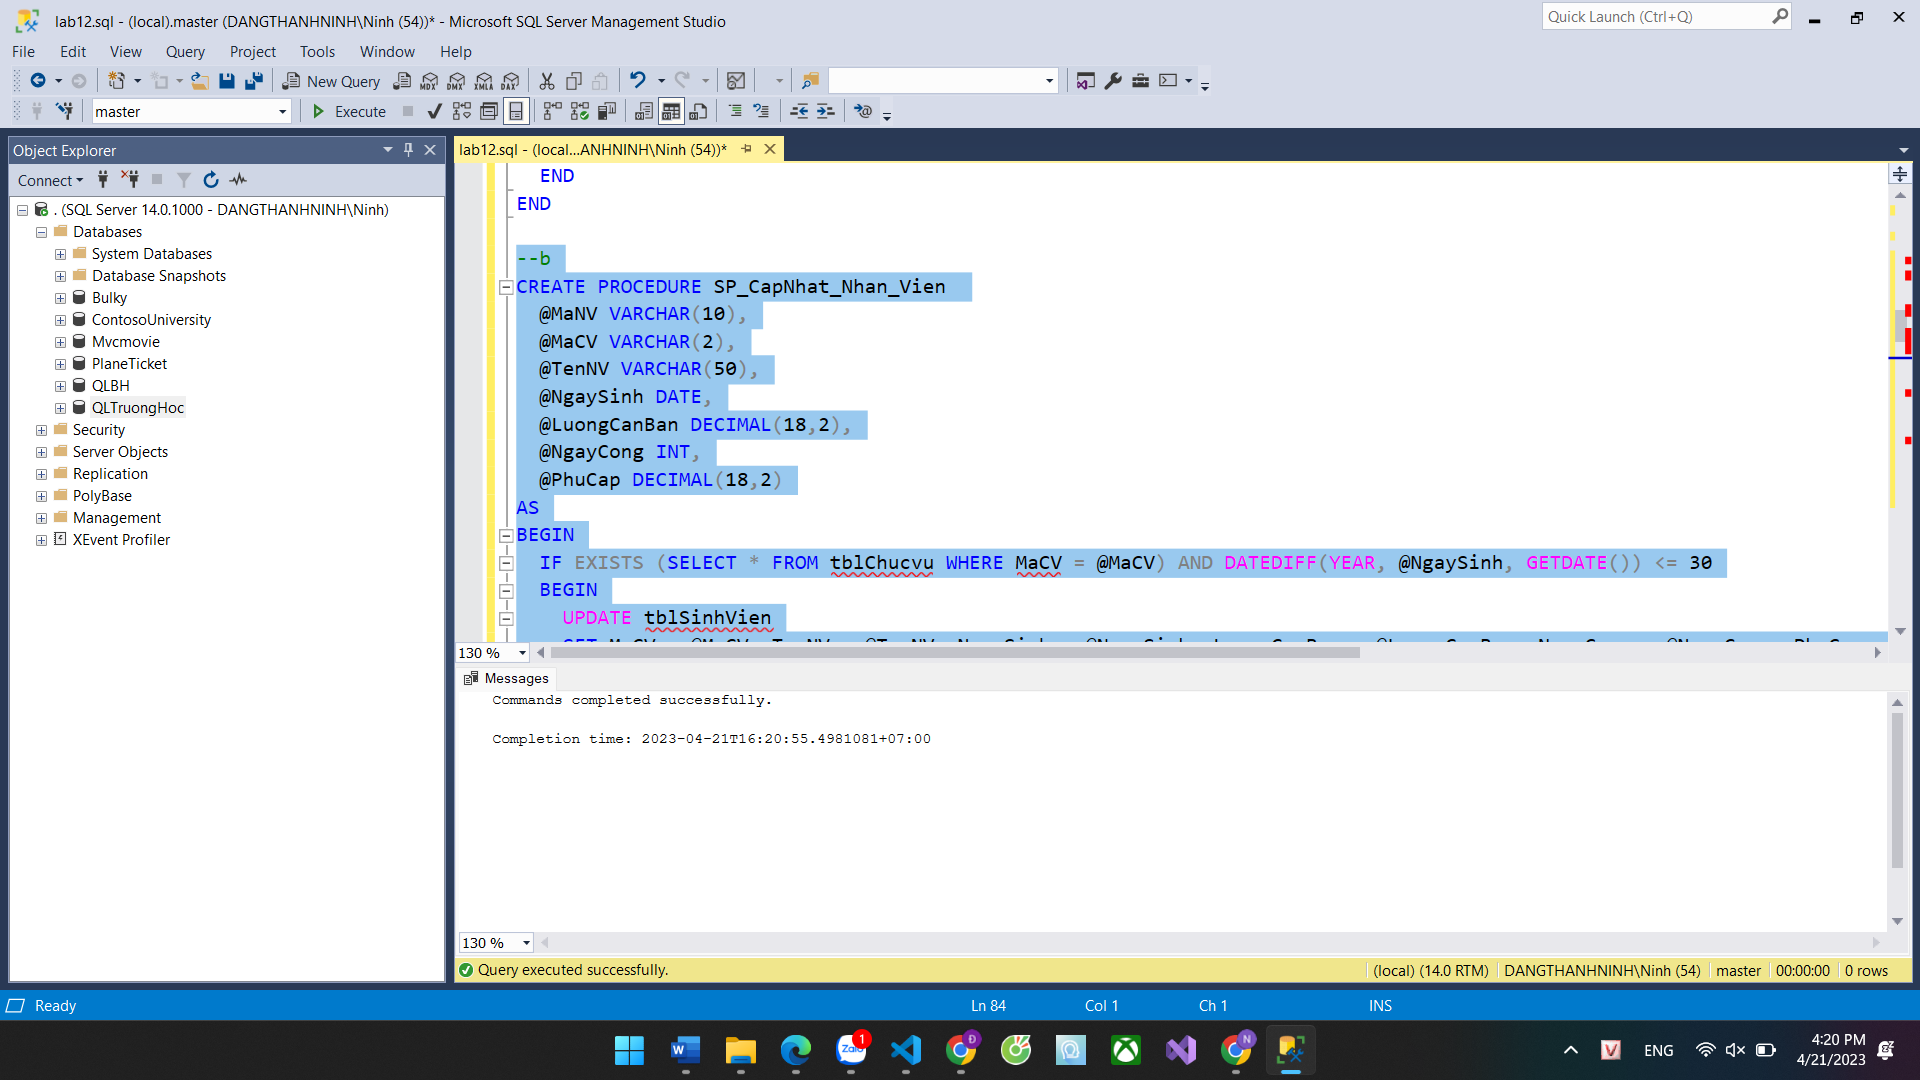 lab12.sql - (local).master (DANGTHANHNINH\Ninh (54))* - Microsoft SQL Server Management Studio
Quick Launch (Ctrl+Q)
File Edit View Query Project Tools Window Help
New Query
MDX DMX XMLA DAX
master
Execute
Object Explorer
lab12.sql - (local...ANHNINH\Ninh (54))*
Connect
. (SQL Server 14.0.1000 - DANGTHANHNINH\Ninh)
Databases
System Databases
Database Snapshots
Bulky
ContosoUniversity
Mvcmovie
PlaneTicket
QLBH
QLTruongHoc
Security
Server Objects
Replication
PolyBase
Management
XEvent Profiler
END
END
--b
CREATE PROCEDURE SP_CapNhat_Nhan_Vien
@MaNV VARCHAR(10),
@MaCV VARCHAR(2),
@TenNV VARCHAR(50),
@NgaySinh DATE,
@LuongCanBan DECIMAL(18,2),
@NgayCong INT,
@PhuCap DECIMAL(18,2)
AS
BEGIN
IF EXISTS (SELECT * FROM tblChucvu WHERE MaCV = @MaCV) AND DATEDIFF(YEAR, @NgaySinh, GETDATE()) <= 30
BEGIN
UPDATE tblSinhVien
130 %
Messages
Commands completed successfully.
Completion time: 2023-04-21T16:20:55.4981081+07:00
130 %
Query executed successfully.
(local) (14.0 RTM) DANGTHANHNINH\Ninh (54) master 00:00:00 0 rows
Ready
Ln 84 Col 1 Ch 1 INS
Zalo 1
ENG
4:20 PM
4/21/2023